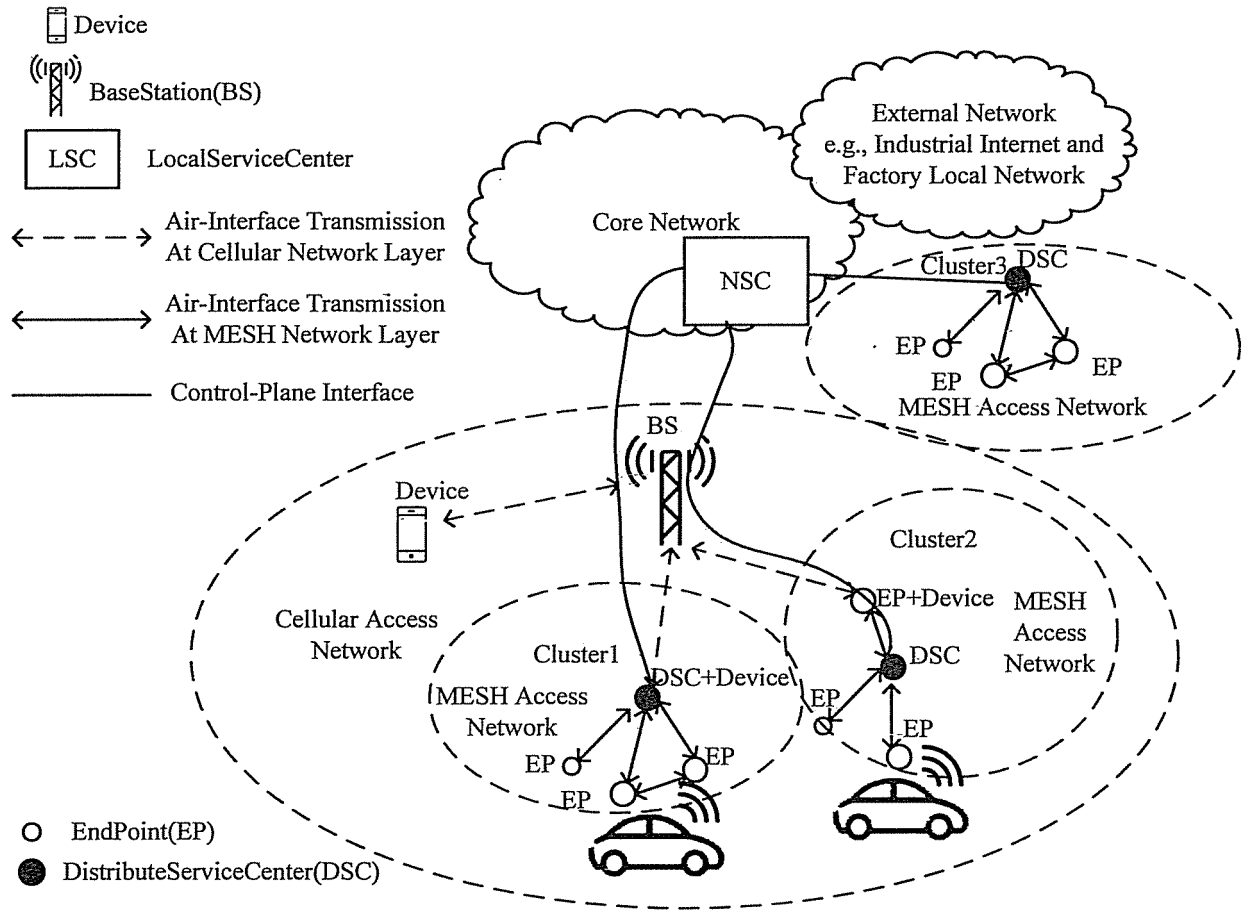 Device
BaseStation(BS)
LSC
LocalServiceCenter
Air-Interface Transmission
At Cellular Network Layer
Air-Interface Transmission
At MESH Network Layer
Control-Plane Interface
External Network
e.g., Industrial Internet and
Factory Local Network
Core Network
NSC
Cluster3
DSC
EP
EP
EP
MESH Access Network
BS
Device
Cellular Access
Network
Cluster2
EP+Device
MESH
Access
Network
DSC
EP
EP
Cluster1
DSC+Device
MESH Access
Network
EP
EP
EP
EndPoint(EP)
DistributeServiceCenter(DSC)